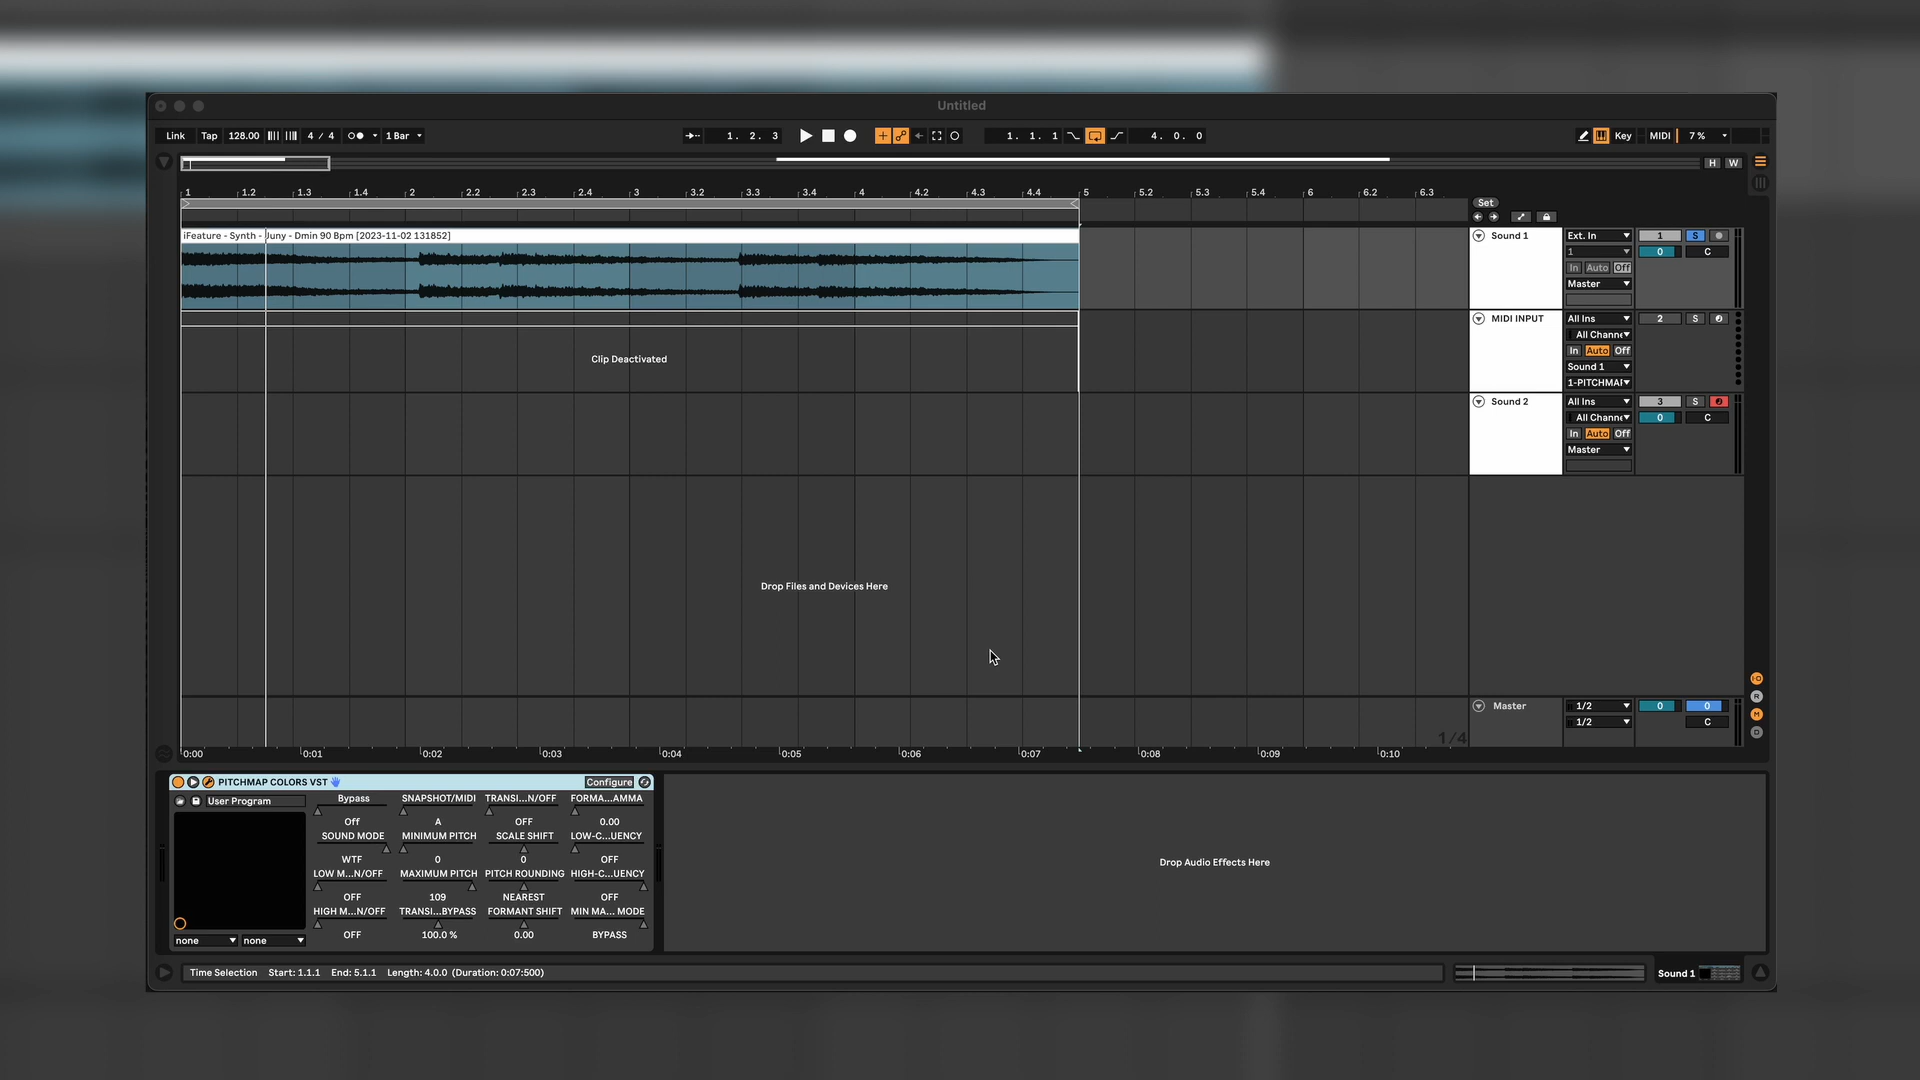 Untitled
Link Tap 128.00 4 / 4 1 Bar 1. 2. 3 1. 1. 1 4. 0. 0 Key MIDI 7 %
H W
1 1.2 1.3 1.4 2 2.2 2.3 2.4 3 3.2 3.3 3.4 4 4.2 4.3 4.4 5 5.2 5.3 5.4 6 6.2 6.3
Set
iFeature - Synth - Juny - Dmin 90 Bpm [2023-11-02 131852]
Sound 1 Ext. In 1 S
1 0 C
In Auto Off
Master
MIDI INPUT All Ins 2 S
All Channe
In Auto Off
Clip Deactivated
Sound 1
1-PITCHMAP
Sound 2 All Ins 3 S
All Channe 0 C
In Auto Off
Master
Drop Files and Devices Here
Master 1/2 0 0
1/2 C
1/4
0:00 0:01 0:02 0:03 0:04 0:05 0:06 0:07 0:08 0:09 0:10
I-O
R
M
D
PITCHMAP COLORS VST Configure
User Program
Bypass SNAPSHOT/MIDI TRANSI...N/OFF FORMA...AMMA
Off A OFF 0.00
SOUND MODE MINIMUM PITCH SCALE SHIFT LOW-C...UENCY
WTF 0 0 OFF
LOW M...N/OFF MAXIMUM PITCH PITCH ROUNDING HIGH-C...UENCY
OFF 109 NEAREST OFF
HIGH M...N/OFF TRANSI...BYPASS FORMANT SHIFT MIN MA... MODE
OFF 100.0 % 0.00 BYPASS
none none
Drop Audio Effects Here
Time Selection Start: 1.1.1 End: 5.1.1 Length: 4.0.0 (Duration: 0:07:500)
Sound 1